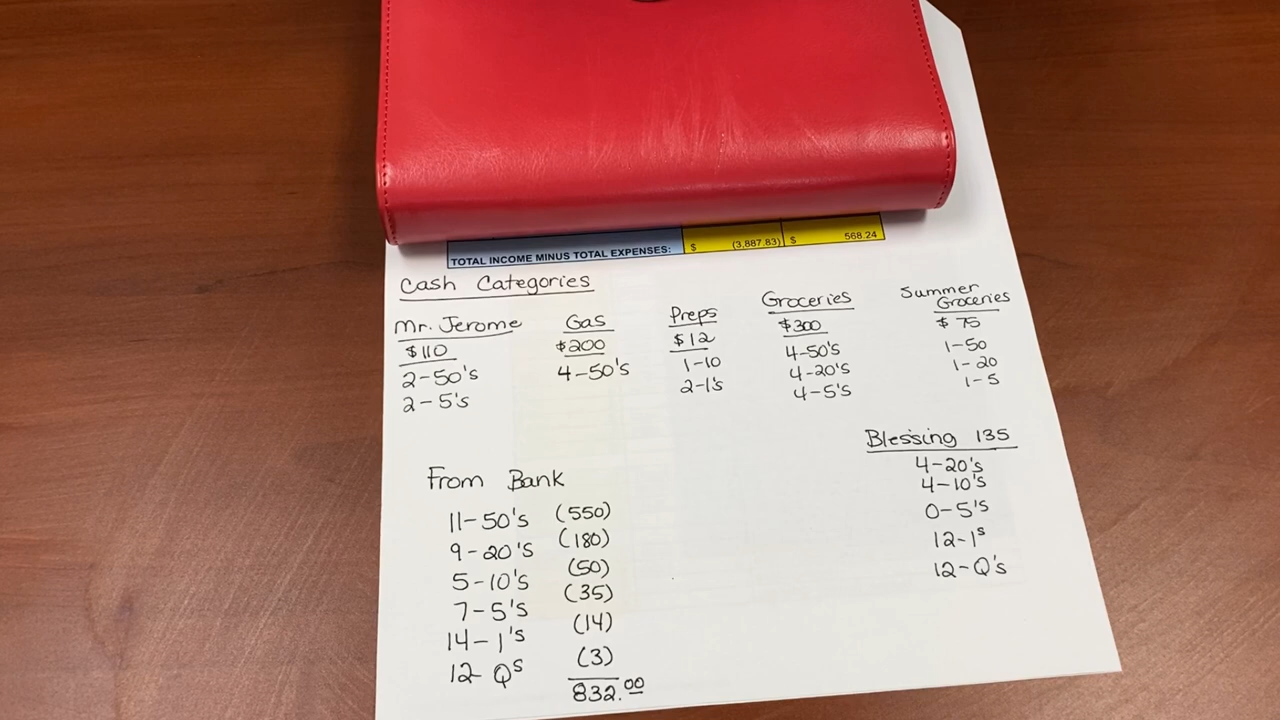 TOTAL INCOME MINUS TOTAL EXPENSES: $ (3,887.83) $ 568.24
Cash Categories
Mr. Jerome
$110
2-50's
2-5's
Gas
$200
4-50's
Preps
$12
1-10
2-1's
Groceries
$300
4-50's
4-20's
4-5's
Summer
Groceries
$75
1-50
1-20
1-5
Blessing 135
4-20's
4-10's
0-5's
12-1s
12-Q's
From Bank
11-50's (550)
9-20's (180)
5-10's (50)
7-5's (35)
14-1's (14)
12-Qs (3)
832.00